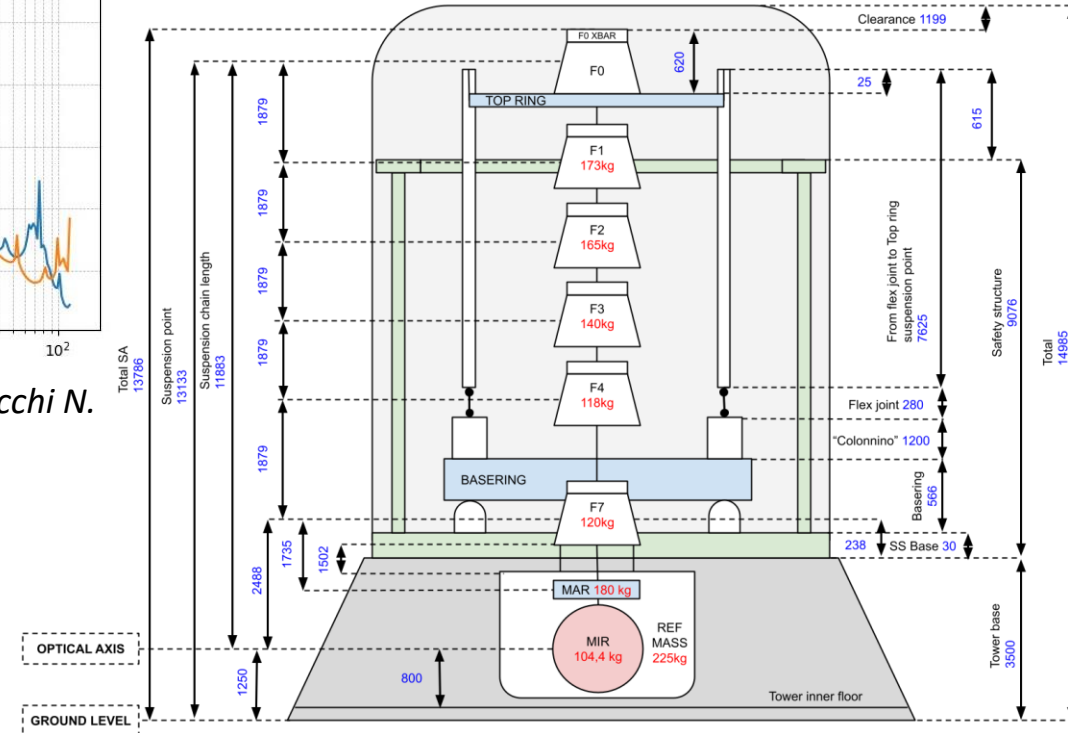 10²
cchi N.
Clearance 1199
F0 XBAR
F0
620
25
TOP RING
615
1879
F1
173kg
1879
F2
165kg
1879
F3
140kg
1879
F4
118kg
1879
Total SA
13786
Suspension point
13133
Suspension chain length
11883
From flex joint to Top ring
suspension point
7625
Safety structure
9076
Total
14985
Flex joint 280
"Colonnino" 1200
BASERING
Basering
566
F7
120kg
238
SS Base 30
2488
1735
1502
MAR 180 kg
MIR
104,4 kg
REF
MASS
225kg
Tower base
3500
OPTICAL AXIS
1250
800
Tower inner floor
GROUND LEVEL